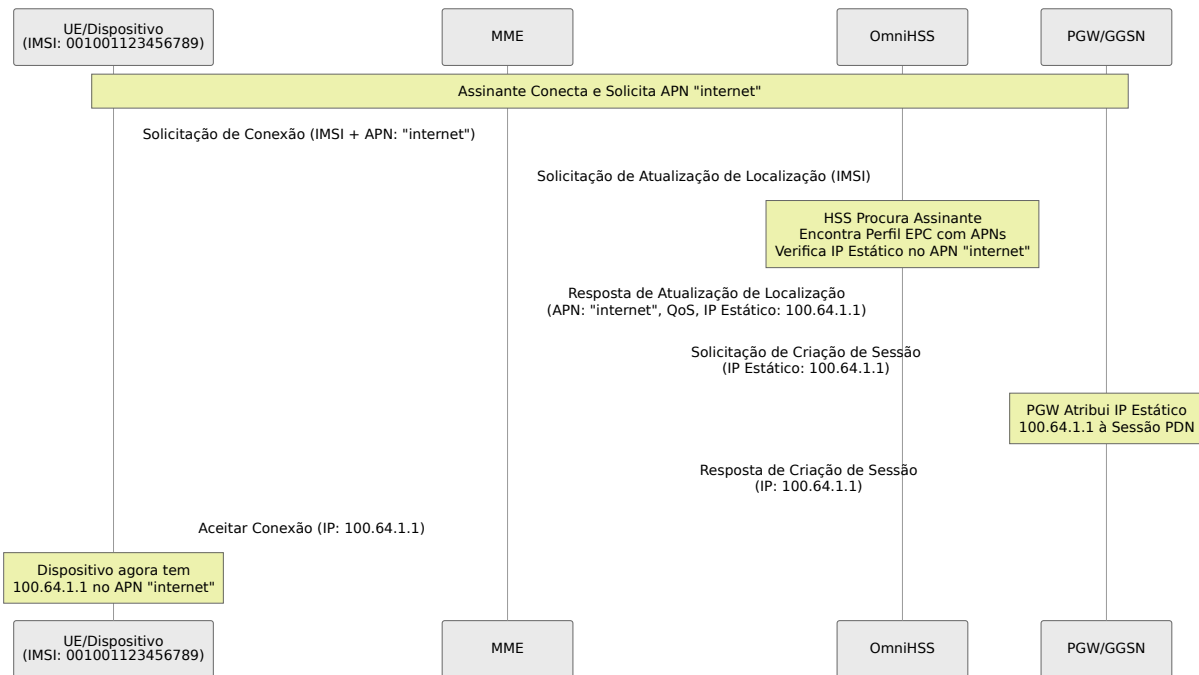 UE/Dispositivo
(IMSI: 001001123456789)
MME
OmniHSS
PGW/GGSN
Assinante Conecta e Solicita APN "internet"
Solicitação de Conexão (IMSI + APN: "internet")
Solicitação de Atualização de Localização (IMSI)
HSS Procura Assinante
Encontra Perfil EPC com APNs
Verifica IP Estático no APN "internet"
Resposta de Atualização de Localização
(APN: "internet", QoS, IP Estático: 100.64.1.1)
Solicitação de Criação de Sessão
(IP Estático: 100.64.1.1)
PGW Atribui IP Estático
100.64.1.1 à Sessão PDN
Resposta de Criação de Sessão
(IP: 100.64.1.1)
Aceitar Conexão (IP: 100.64.1.1)
Dispositivo agora tem
100.64.1.1 no APN "internet"
UE/Dispositivo
(IMSI: 001001123456789)
MME
OmniHSS
PGW/GGSN